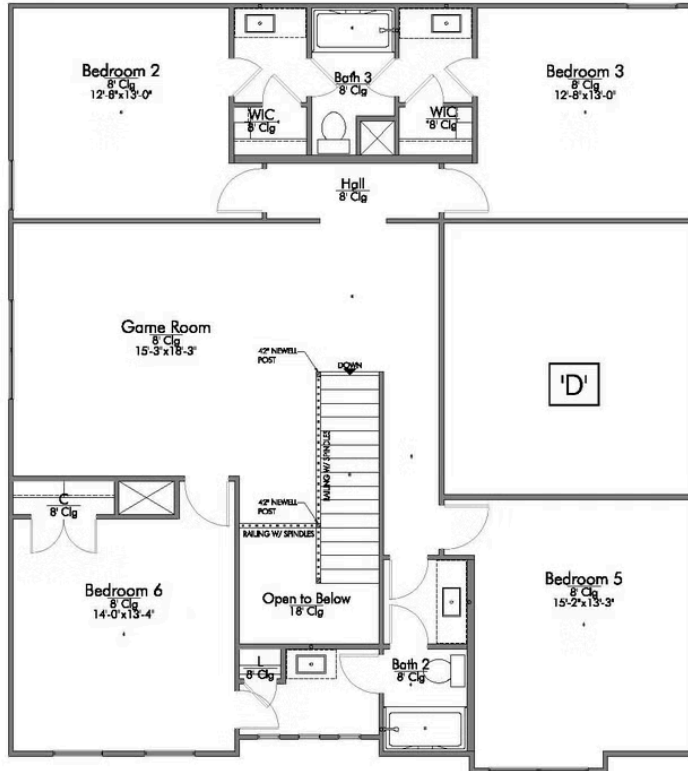 Bedroom 2
8' Clg
12'-8"x13'-0"
WIC
8' Clg
Bath 3
8' Clg
WIC
8' Clg
Bedroom 3
8' Clg
12'-8"x13'-0"
Hall
8' Clg
Game Room
8' Clg
15'-3"x18'-3"
42" NEWELL
POST
DOWN
RAILING W/ SPINDLES
'D'
42" NEWELL
POST
RAILING W/ SPINDLES
C
8' Clg
Bedroom 6
8' Clg
14'-0"x13'-4"
Open to Below
18' Clg
Bedroom 5
8' Clg
15'-2"x13'-3"
L
8' Clg
Bath 2
8' Clg